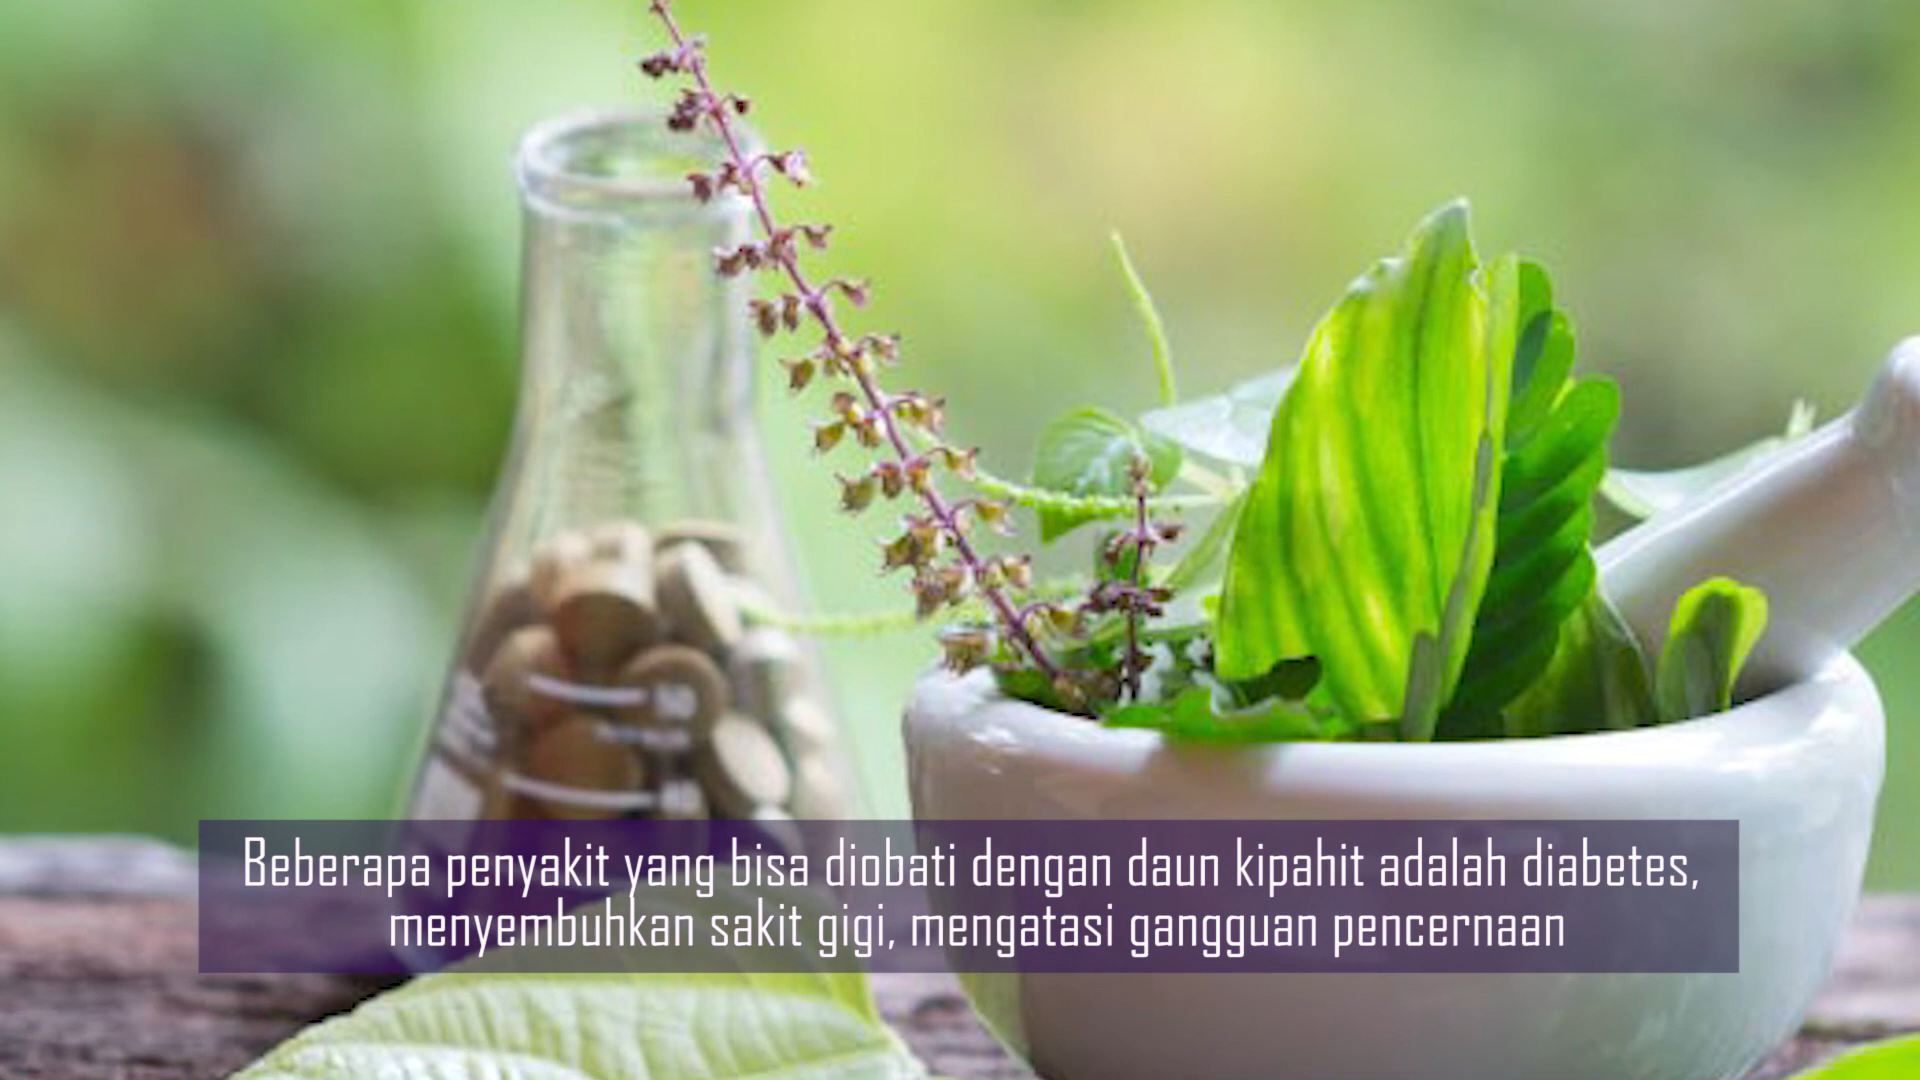 Beberapa penyakit yang bisa diobati dengan daun kipahit adalah diabetes,
menyembuhkan sakit gigi, mengatasi gangguan pencernaan